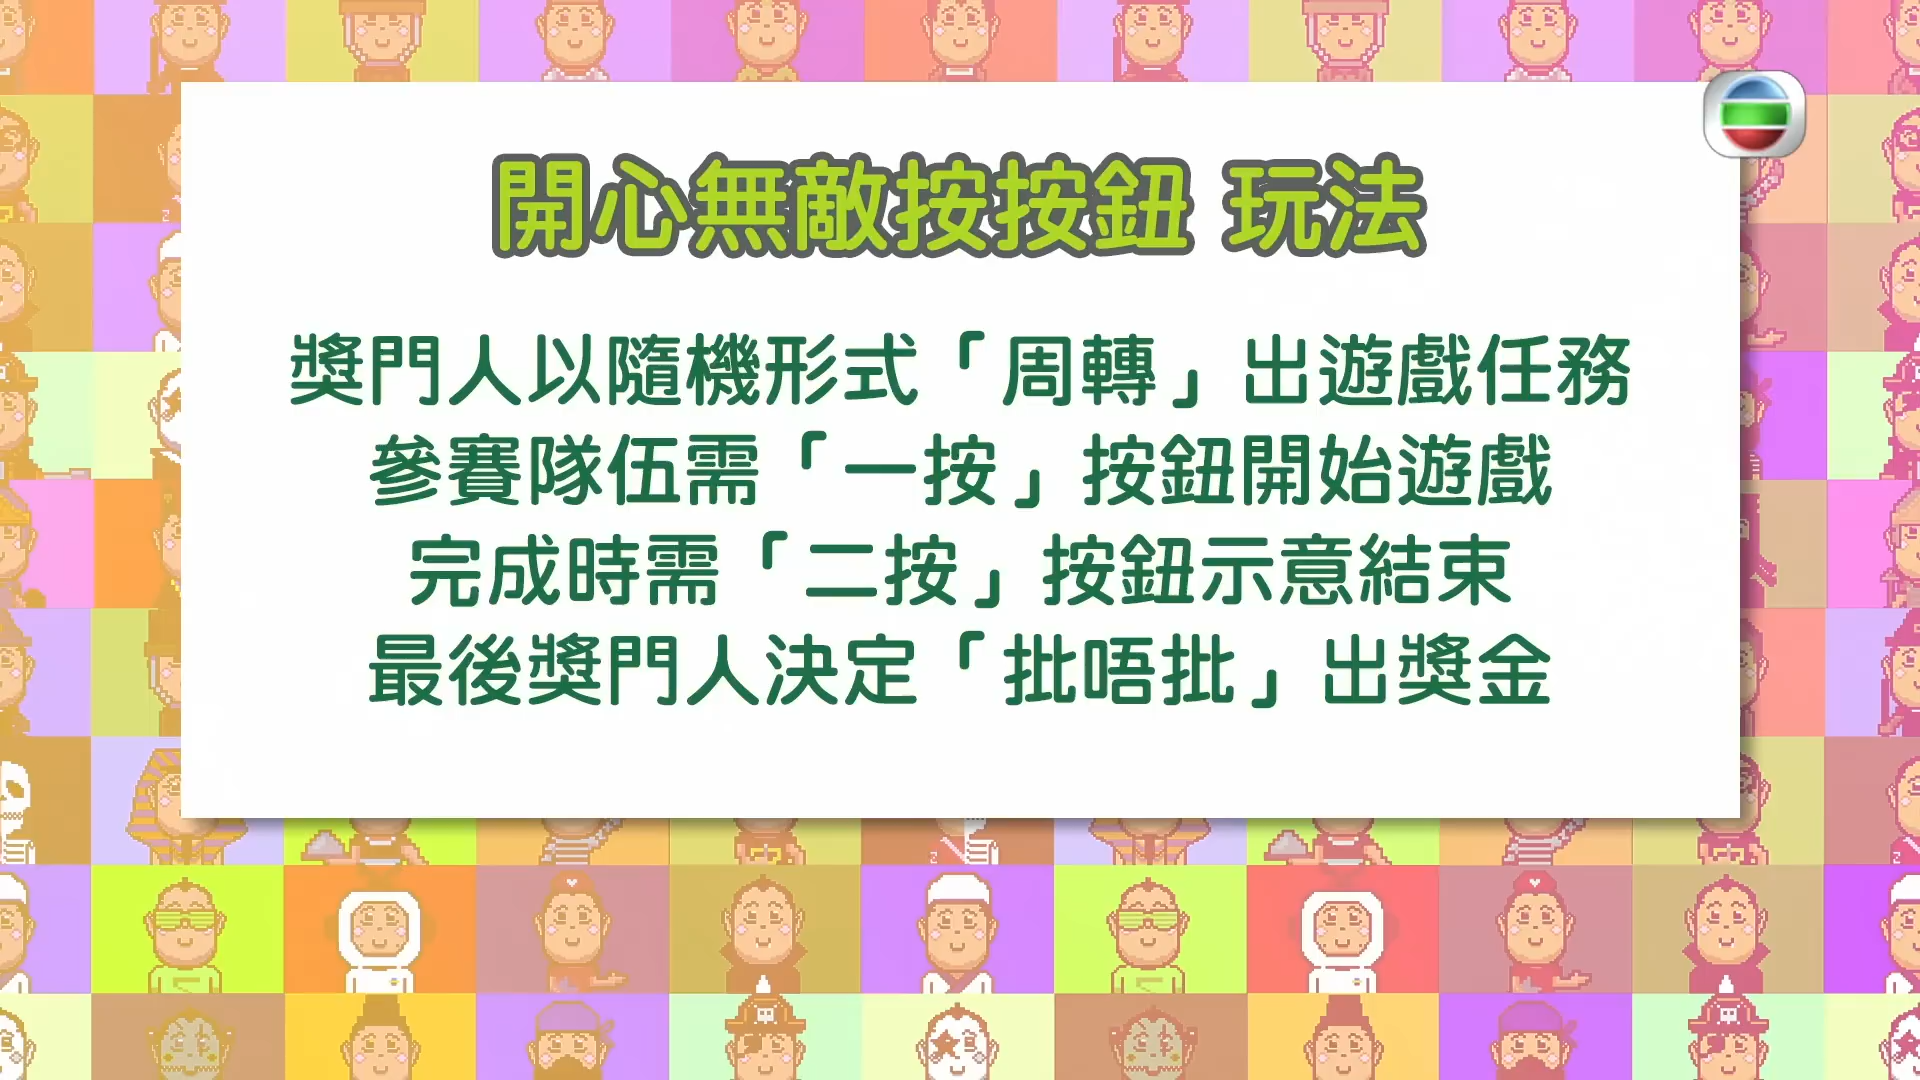 開心無敵按按鈕 玩法
獎門人以隨機形式「周轉」出遊戲任務
參賽隊伍需「一按」按鈕開始遊戲
完成時需「二按」按鈕示意結束
最後獎門人決定「批唔批」出獎金